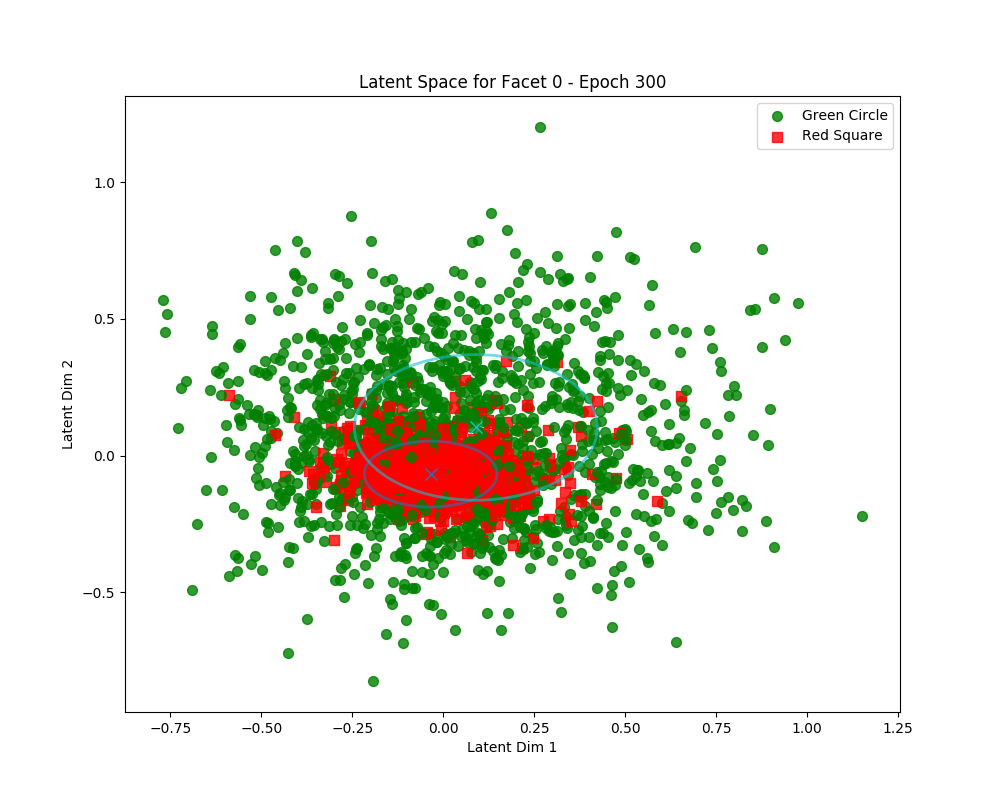 Latent Space for Facet 0 - Epoch 300
Green Circle
Red Square
1.0
0.5
0.0
−0.5
Latent Dim 2
−0.75
−0.50
−0.25
0.00
0.25
0.50
0.75
1.00
1.25
Latent Dim 1